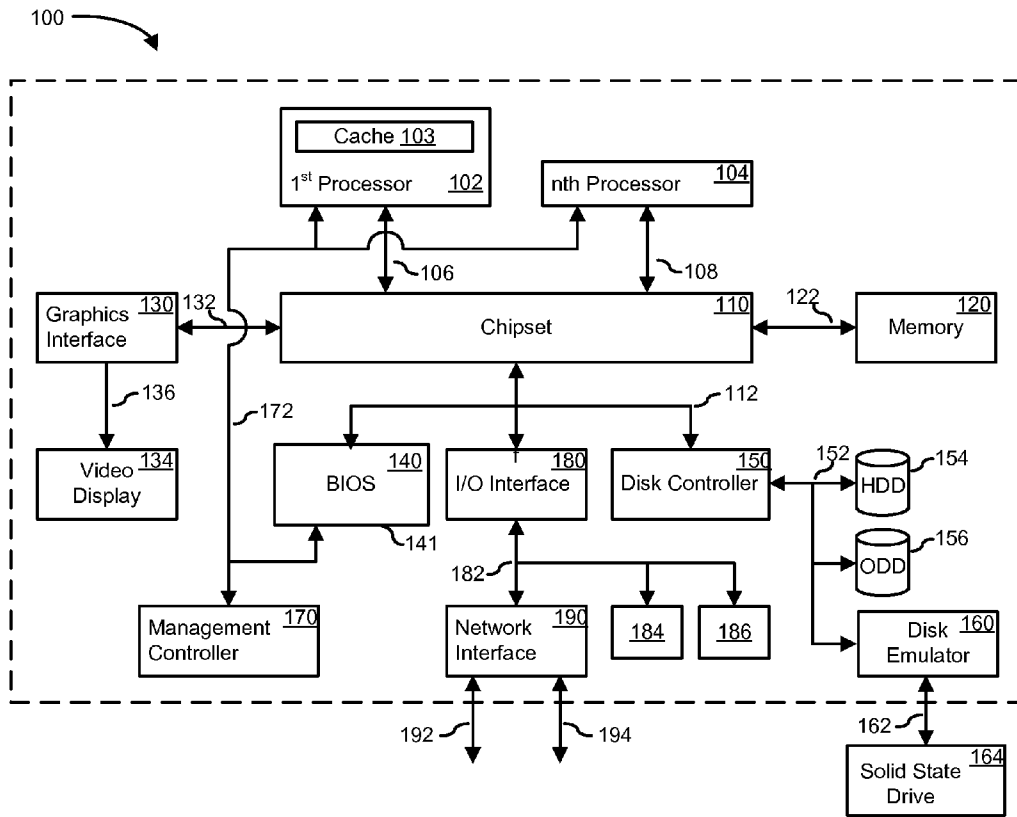 100
Cache 103
1st Processor 102
nth Processor 104
106
108
Graphics Interface 130
132
Chipset 110
122
Memory 120
136
172
112
Video Display 134
BIOS 140
141
I/O Interface 180
Disk Controller 150
152
HDD
154
ODD
156
182
Management Controller 170
Network Interface 190
184
186
Disk Emulator 160
192
194
162
Solid State Drive 164